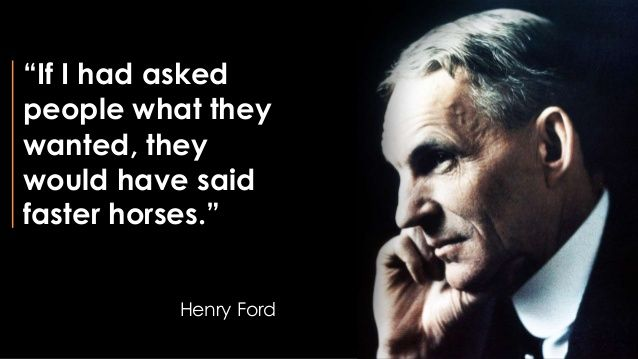 “If I had asked
people what they
wanted, they
would have said
faster horses.”
Henry Ford